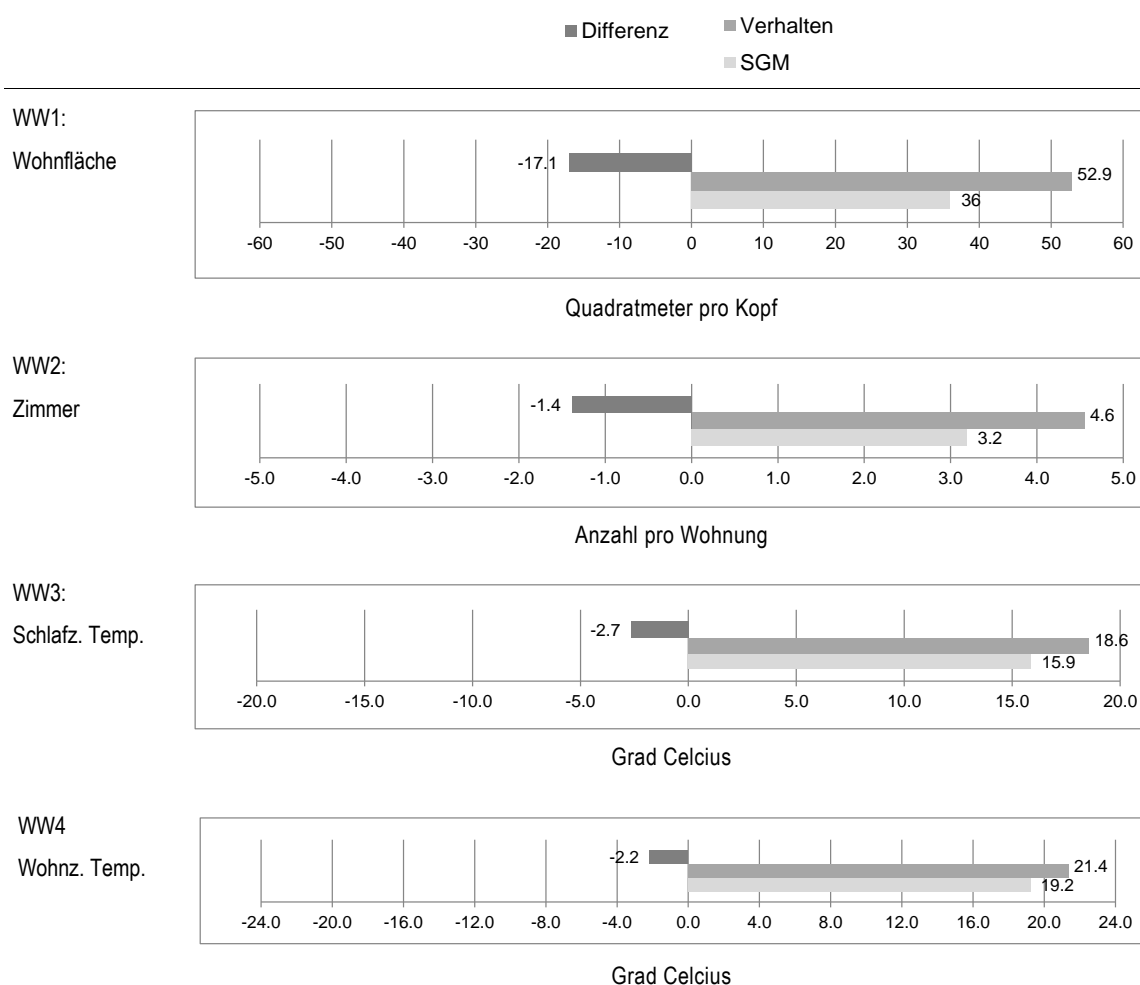 Differenz Verhalten
SGM
WW1:
Wohnfläche
-17.1
52.9
36
-60 -50 -40 -30 -20 -10 0 10 20 30 40 50 60
Quadratmeter pro Kopf
WW2:
Zimmer
-1.4
4.6
3.2
-5.0 -4.0 -3.0 -2.0 -1.0 0.0 1.0 2.0 3.0 4.0 5.0
Anzahl pro Wohnung
WW3:
Schlafz. Temp.
-2.7
18.6
15.9
-20.0 -15.0 -10.0 -5.0 0.0 5.0 10.0 15.0 20.0
Grad Celcius
WW4
Wohnz. Temp.
-2.2
21.4
19.2
-24.0 -20.0 -16.0 -12.0 -8.0 -4.0 0.0 4.0 8.0 12.0 16.0 20.0 24.0
Grad Celcius